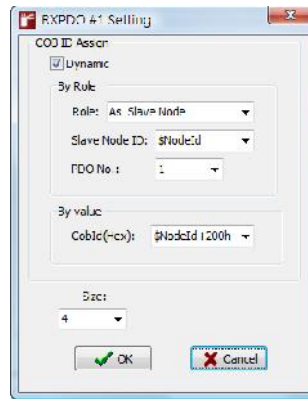 RXPDO #1 Setting
COB ID Assign
Dynamic
By Role
Role: As Slave Node
Slave Node ID: $NodeId
PDO No.: 1
By value
CobId(Hex): $NodeId+200h
Size:
4
OK
Cancel